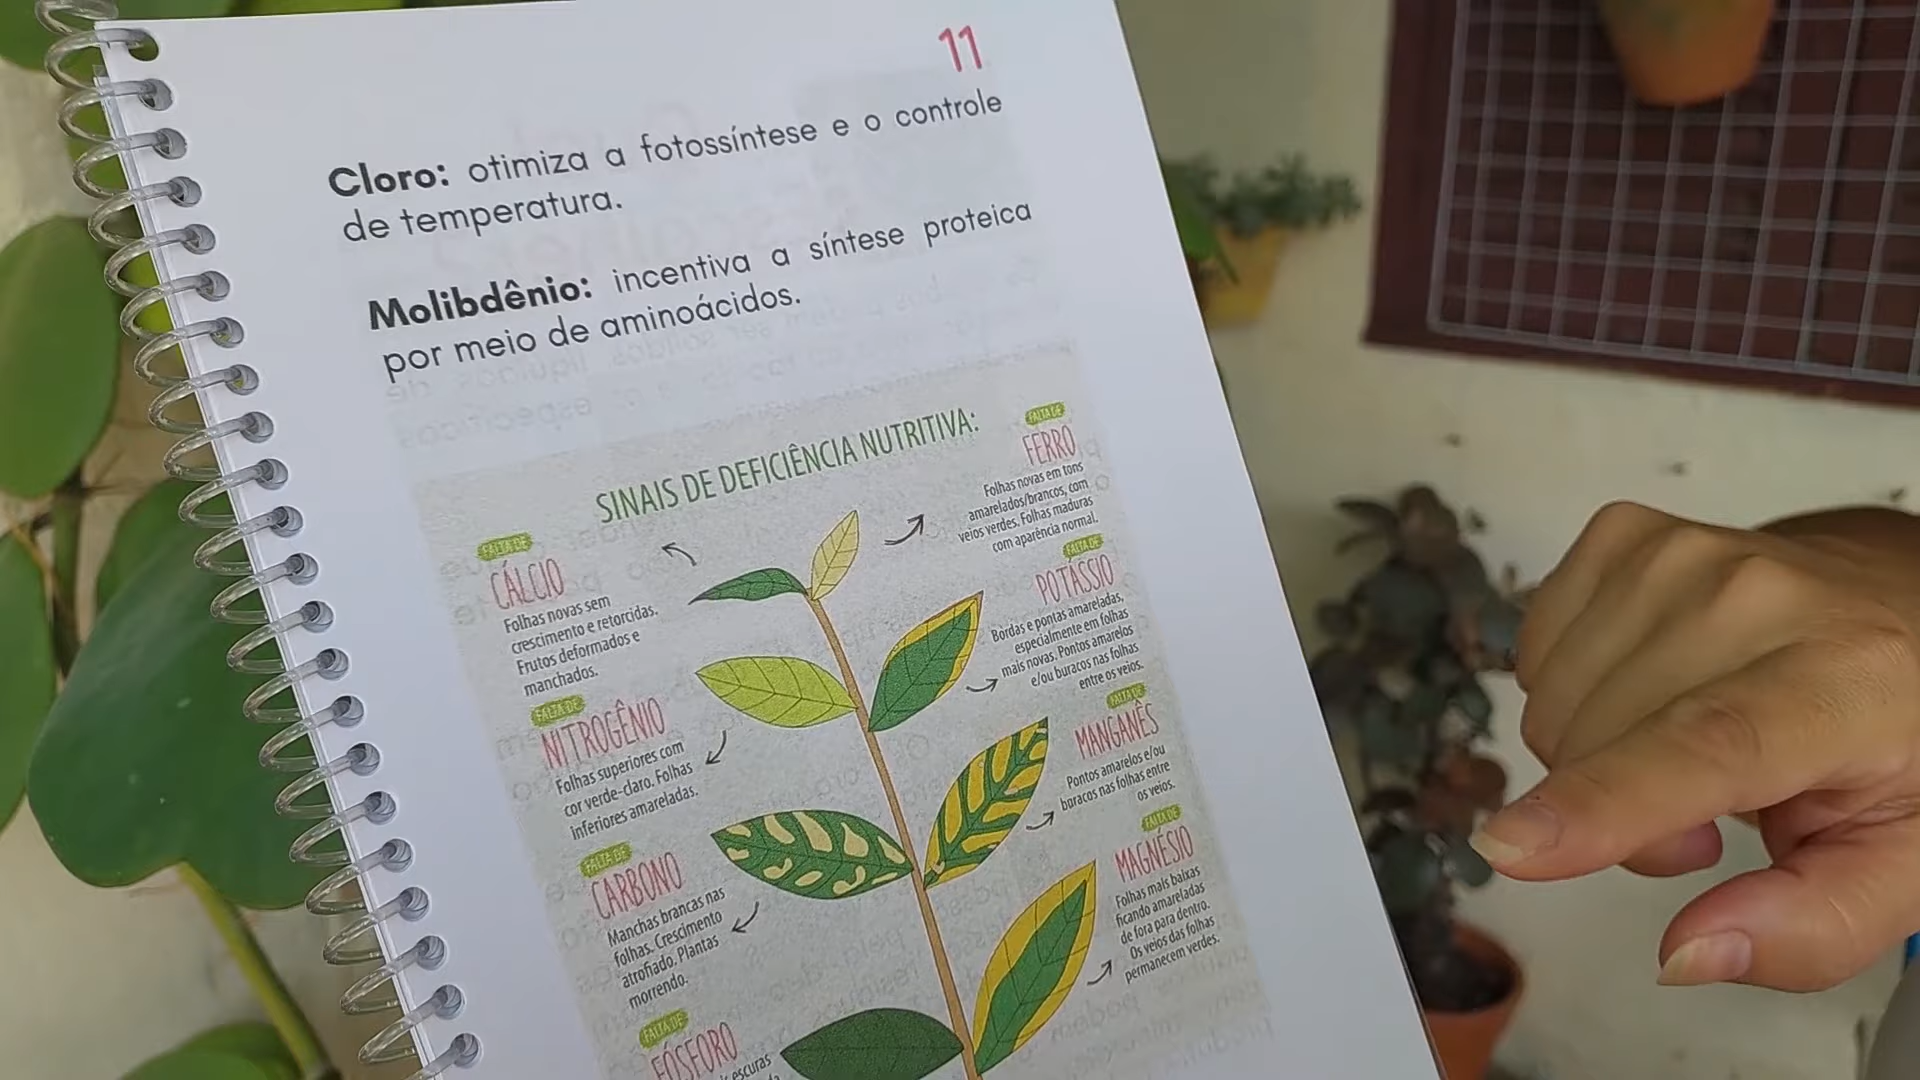 11
Cloro: otimiza a fotossíntese e o controle
de temperatura.
Molibdênio: incentiva a síntese proteica
por meio de aminoácidos.
SINAIS DE DEFICIÊNCIA NUTRITIVA:
FALTA DE
CÁLCIO
Folhas novas sem
crescimento e retorcidas.
Frutos deformados e
manchados.
FALTA DE
NITROGÊNIO
Folhas superiores com
cor verde-claro. Folhas
inferiores amareladas.
FALTA DE
CARBONO
Manchas brancas nas
folhas. Crescimento
atrofiado. Plantas
morrendo.
FALTA DE
FÓSFORO
escuras
FALTA DE
FERRO
Folhas novas em tons
amarelados/brancos, com
veios verdes. Folhas maduras
com aparência normal.
FALTA DE
POTÁSSIO
Bordas e pontas amareladas,
especialmente em folhas
mais novas. Pontos amarelos
e/ou buracos nas folhas
entre os veios.
FALTA DE
MANGANÊS
Pontos amarelos e/ou
buracos nas folhas entre
os veios.
FALTA DE
MAGNÉSIO
Folhas mais baixas
ficando amareladas
de fora para dentro.
Os veios das folhas
permanecem verdes.